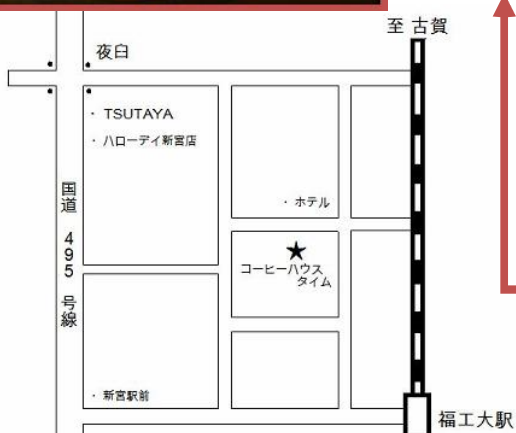 至 古賀
夜臼
・ TSUTAYA
・ ハローデイ新宮店
国道 495 号線
・ ホテル
★
コーヒーハウス
タイム
・ 新宮駅前
福工大駅